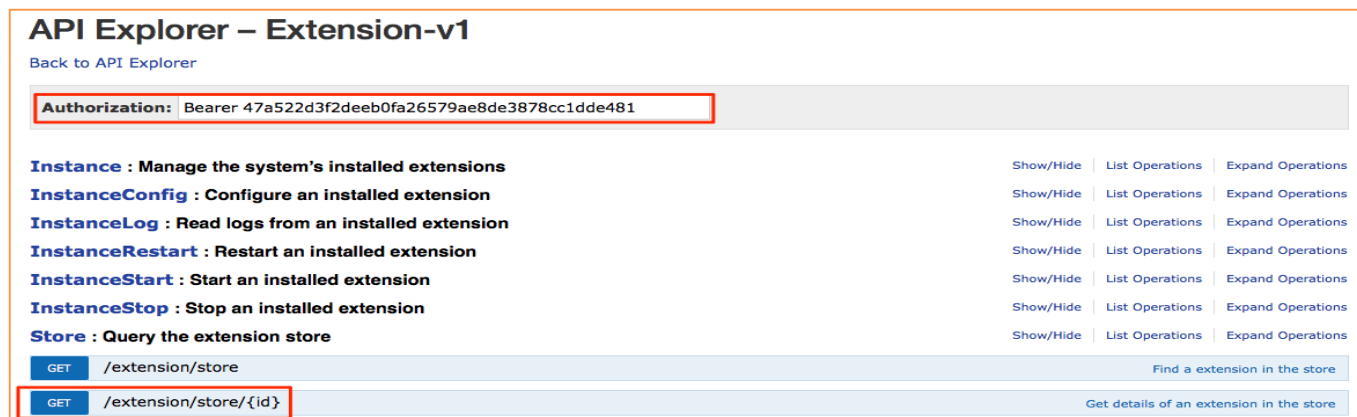 API Explorer – Extension-v1
Back to API Explorer
Authorization: Bearer 47a522d3f2deeb0fa26579ae8de3878cc1dde481
Instance : Manage the system's installed extensions Show/Hide List Operations Expand Operations
InstanceConfig : Configure an installed extension Show/Hide List Operations Expand Operations
InstanceLog : Read logs from an installed extension Show/Hide List Operations Expand Operations
InstanceRestart : Restart an installed extension Show/Hide List Operations Expand Operations
InstanceStart : Start an installed extension Show/Hide List Operations Expand Operations
InstanceStop : Stop an installed extension Show/Hide List Operations Expand Operations
Store : Query the extension store Show/Hide List Operations Expand Operations
GET /extension/store Find a extension in the store
GET /extension/store/{id} Get details of an extension in the store